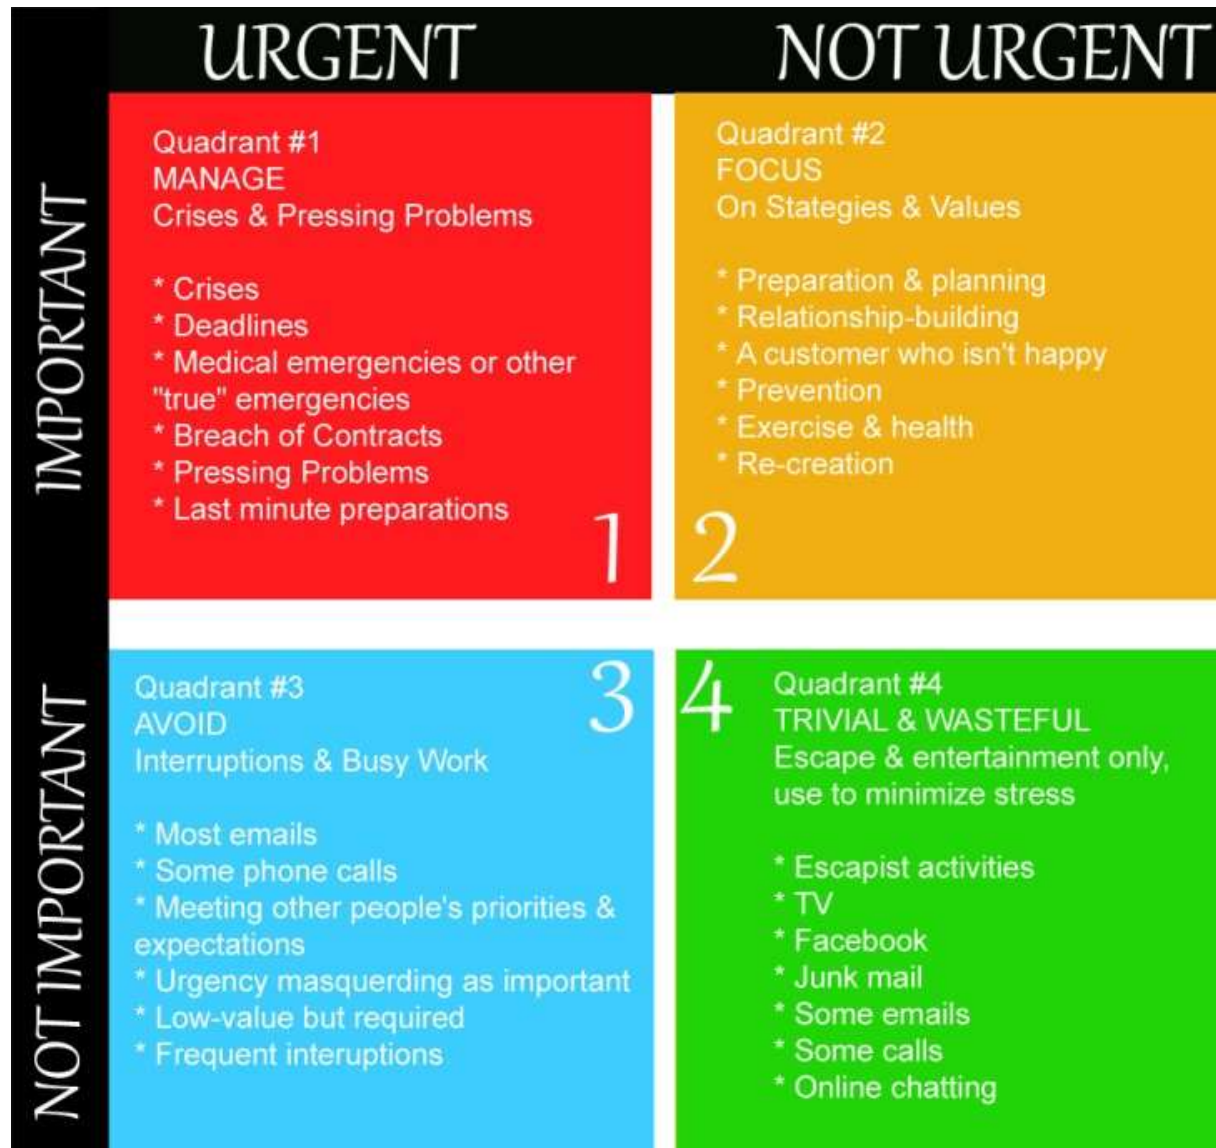 URGENT
NOT URGENT
IMPORTANT
Quadrant #1
MANAGE
Crises & Pressing Problems
* Crises
* Deadlines
* Medical emergencies or other
"true" emergencies
* Breach of Contracts
* Pressing Problems
* Last minute preparations
1
Quadrant #2
FOCUS
On Stategies & Values
* Preparation & planning
* Relationship-building
* A customer who isn't happy
* Prevention
* Exercise & health
* Re-creation
2
NOT IMPORTANT
Quadrant #3
AVOID
Interruptions & Busy Work
* Most emails
* Some phone calls
* Meeting other people's priorities &
expectations
* Urgency masquerding as important
* Low-value but required
* Frequent interuptions
3
4
Quadrant #4
TRIVIAL & WASTEFUL
Escape & entertainment only,
use to minimize stress
* Escapist activities
* TV
* Facebook
* Junk mail
* Some emails
* Some calls
* Online chatting